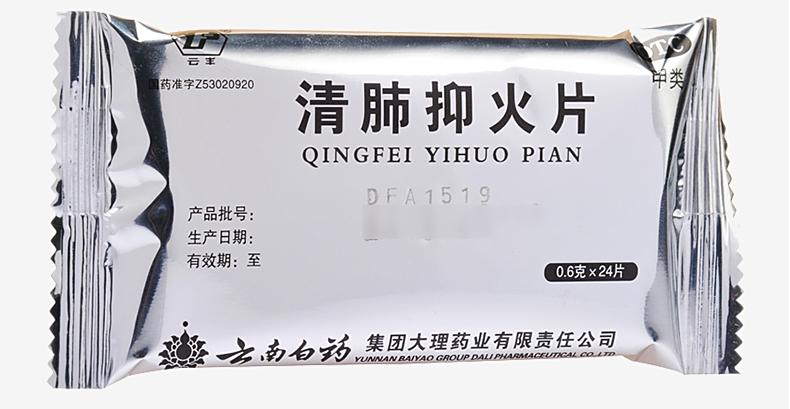 云丰
OTC
甲类
国药准字Z53020920
清肺抑火片
QINGFEI YIHUO PIAN
DFA1519
产品批号：
生产日期：
有效期：至
0.6克×24片
云南白药 集团大理药业有限责任公司
YUNNAN BAIYAO GROUP DALI PHARMACEUTICAL CO.,LTD